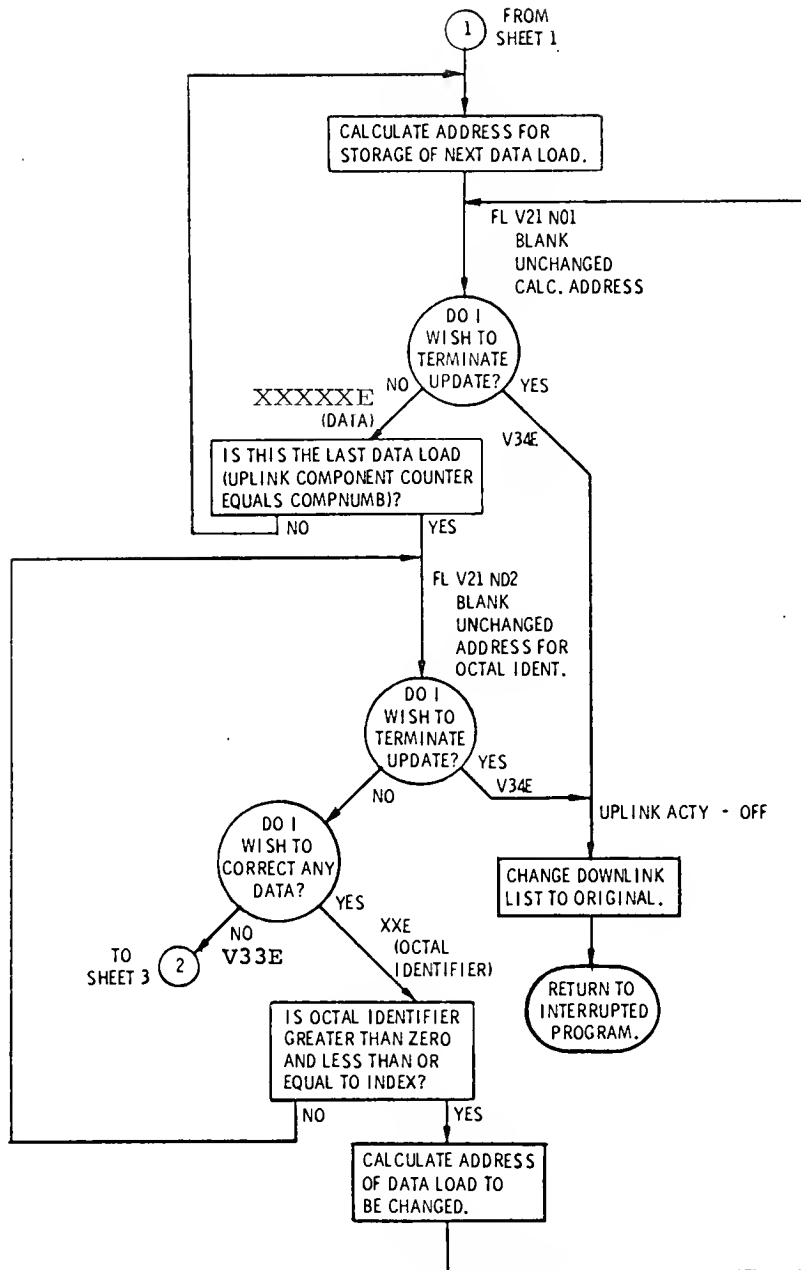 1
FROM
SHEET 1
CALCULATE ADDRESS FOR
STORAGE OF NEXT DATA LOAD.
FL V21 N01
BLANK
UNCHANGED
CALC. ADDRESS
DO I
WISH TO
TERMINATE
UPDATE?
NO
YES
XXXXXE
(DATA)
V34E
IS THIS THE LAST DATA LOAD
(UPLINK COMPONENT COUNTER
EQUALS COMPNUMB)?
NO
YES
FL V21 ND2
BLANK
UNCHANGED
ADDRESS FOR
OCTAL IDENT.
DO I
WISH TO
TERMINATE
UPDATE?
YES
V34E
NO
UPLINK ACTY - OFF
DO I
WISH TO
CORRECT ANY
DATA?
YES
NO
V33E
TO
SHEET 3
2
XXE
(OCTAL
IDENTIFIER)
CHANGE DOWNLINK
LIST TO ORIGINAL.
RETURN TO
INTERRUPTED
PROGRAM.
IS OCTAL IDENTIFIER
GREATER THAN ZERO
AND LESS THAN OR
EQUAL TO INDEX?
NO
YES
CALCULATE ADDRESS
OF DATA LOAD TO
BE CHANGED.